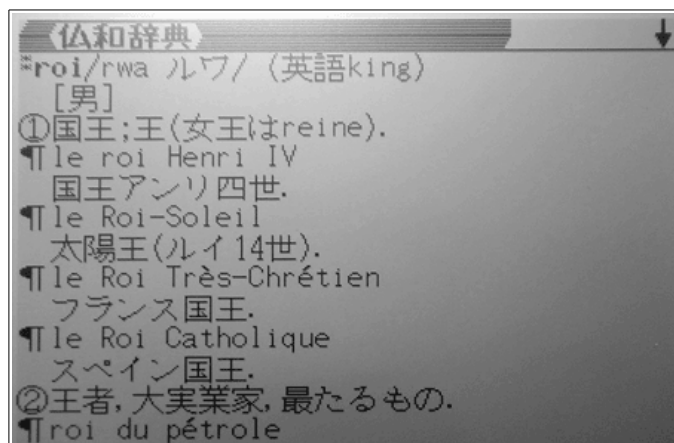 仏和辞典
*roi/rwa ルワ/ (英語king)
[男]
①国王;王(女王はreine).
¶le roi Henri IV
国王アンリ四世.
¶le Roi-Soleil
太陽王(ルイ14世).
¶le Roi Très-Chrétien
フランス国王.
¶le Roi Catholique
スペイン国王.
②王者,大実業家,最たるもの.
¶roi du pétrole